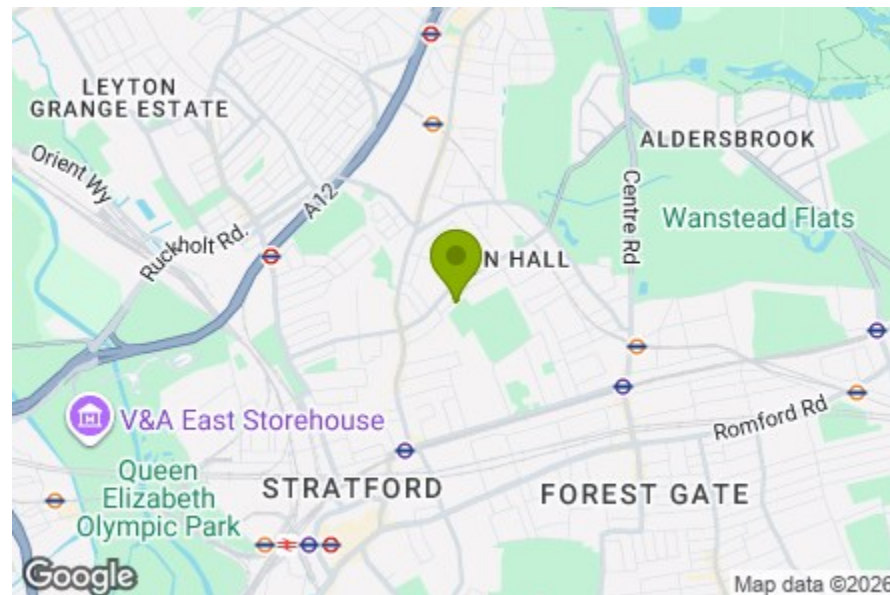 LEYTON
GRANGE ESTATE
ALDERSBROOK
Orient Wy
A12
Centre Rd
Wanstead Flats
Ruckholt Rd.
N HALL
V&A East Storehouse
Romford Rd
Queen
Elizabeth
Olympic Park
STRATFORD
FOREST GATE
Google
Map data ©2026